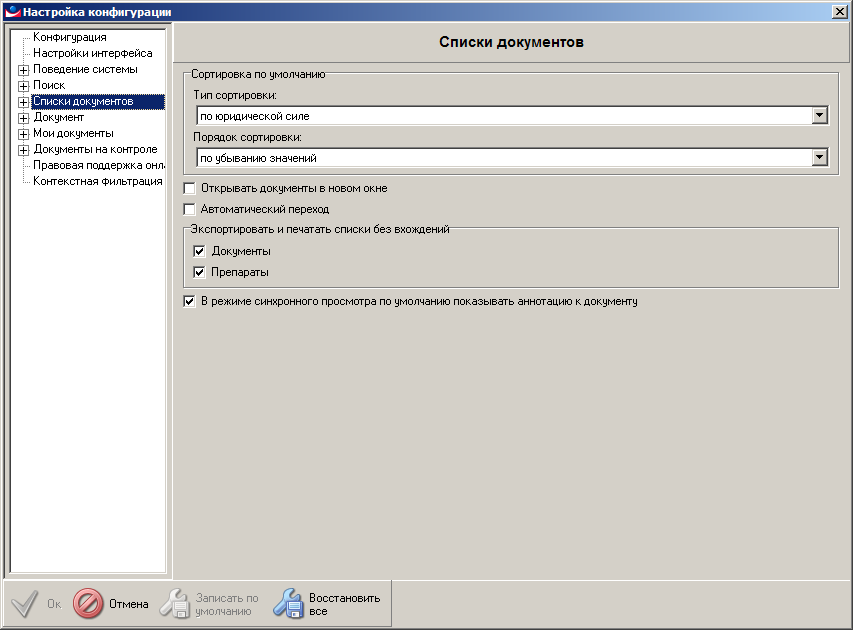 Настройка конфигурации
Конфигурация
Настройки интерфейса
Поведение системы
Поиск
Списки документов
Документ
Мои документы
Документы на контроле
Правовая поддержка онл
Контекстная фильтрация
Списки документов
Сортировка по умолчанию
Тип сортировки:
по юридической силе
Порядок сортировки:
по убыванию значений
Открывать документы в новом окне
Автоматический переход
Экспортировать и печатать списки без вхождений
Документы
Препараты
В режиме синхронного просмотра по умолчанию показывать аннотацию к документу
Ок
Отмена
Записать по
умолчанию
Восстановить
все